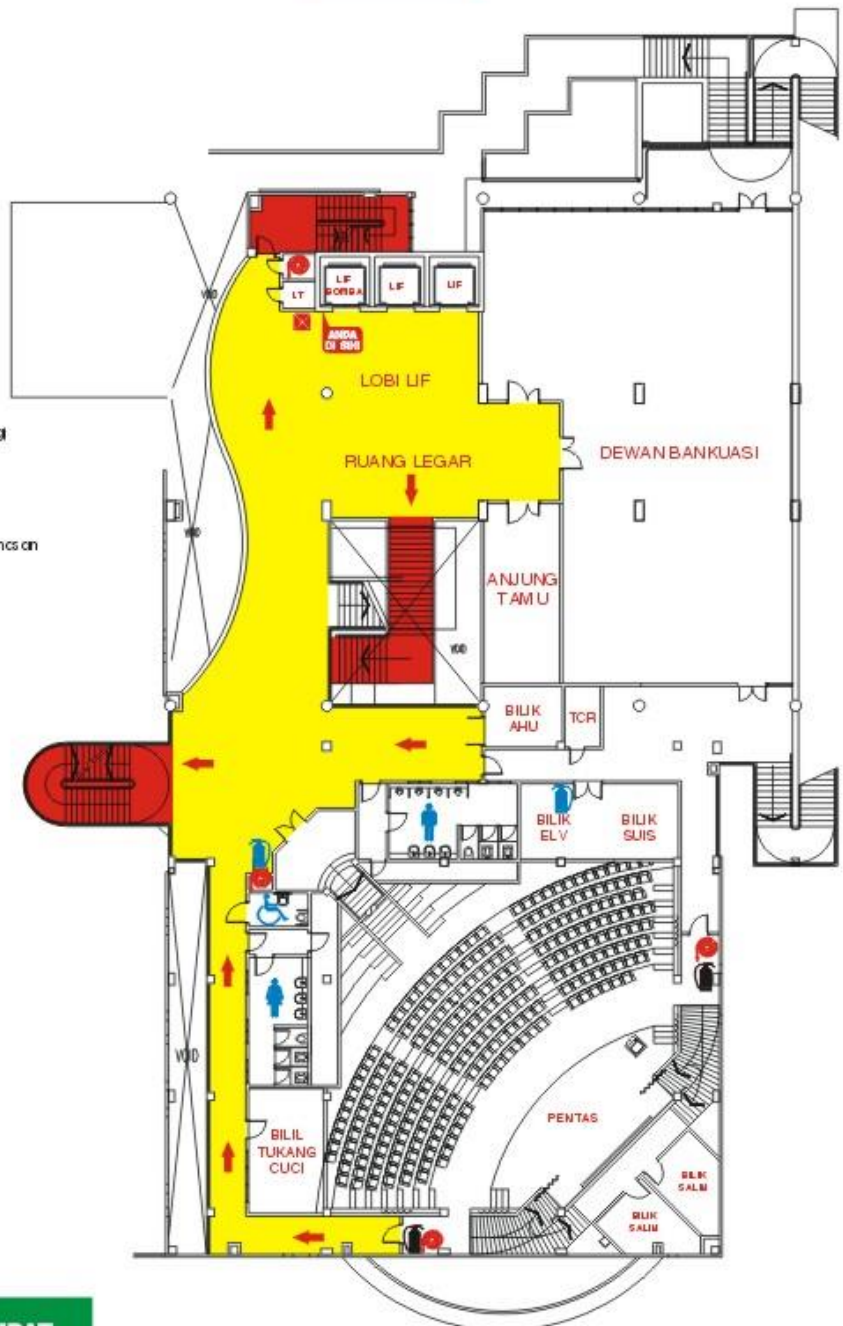 VOID
LIF
BOMBA
LIF
LIF
LT
ANDA
DI SINI
LOBI LIF
RUANG LEGAR
DEWAN BANKUASI
VOID
ANJUNG
TAMU
VOID
BILIK
AHU
TCR
BILIK
ELV
BILIK
SUIS
VOID
PENTAS
BILIL
TUKANG
CUCI
BILIK
SALIN
BILIK
SALIN